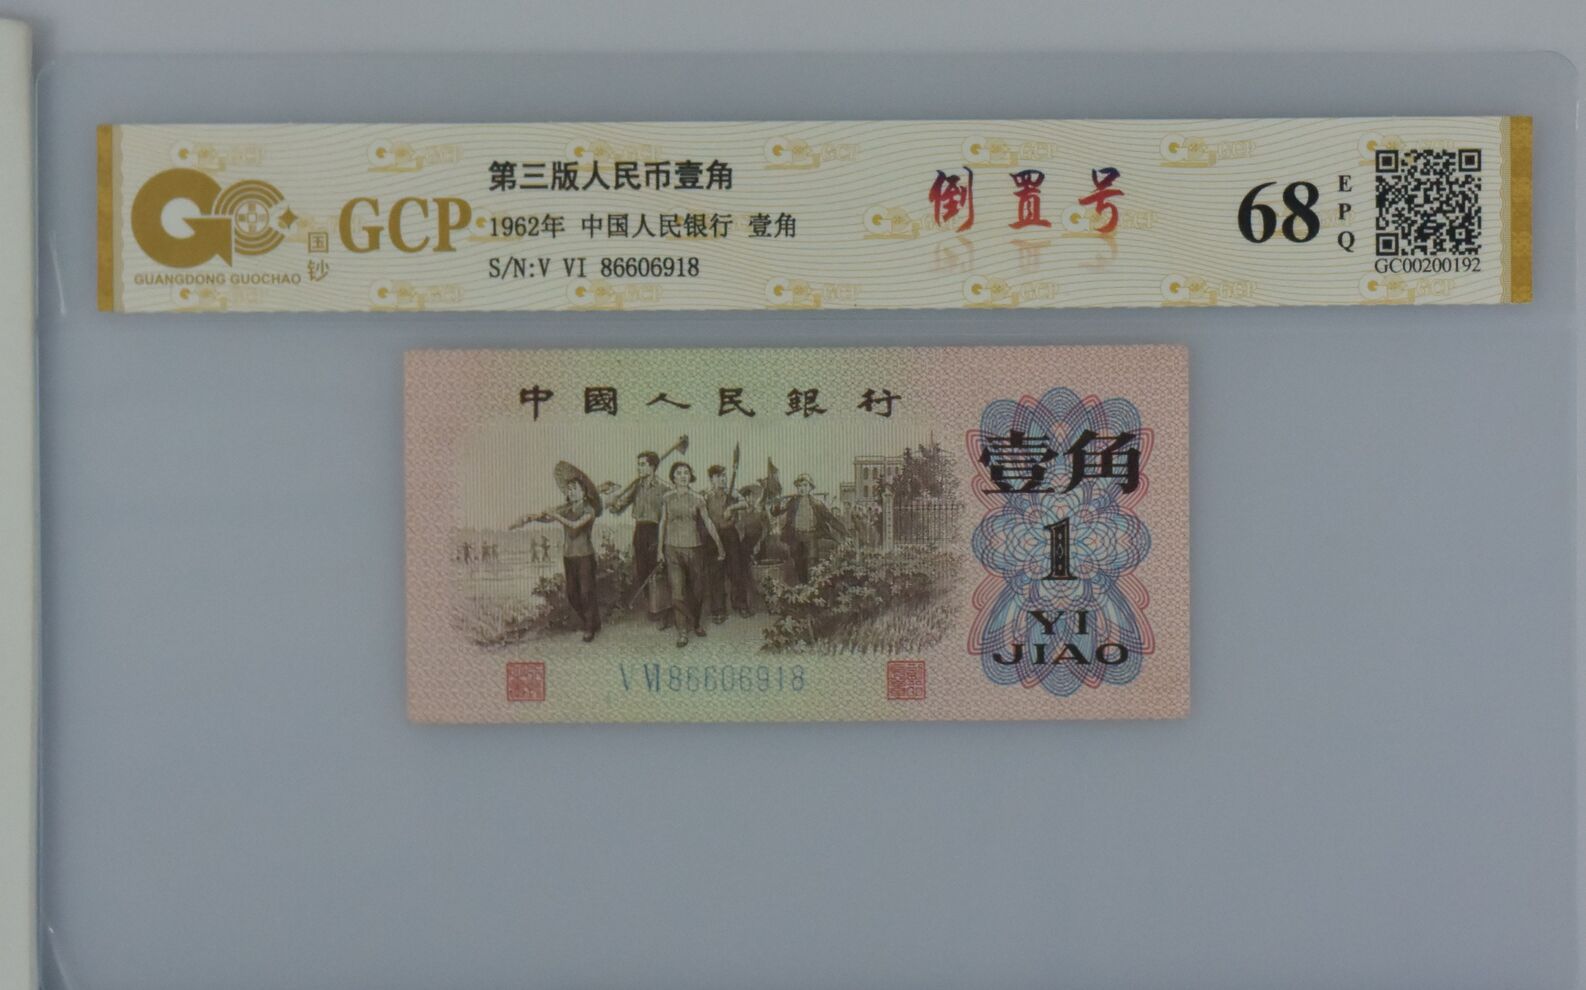 GUANGDONG GUOCHAO
国钞
GCP
第三版人民币壹角
1962年 中国人民银行 壹角
S/N:V VI 86606918
倒置号
68
EPQ
GC00200192
中國人民銀行
壹角
1
YI
JIAO
V VI 86606918